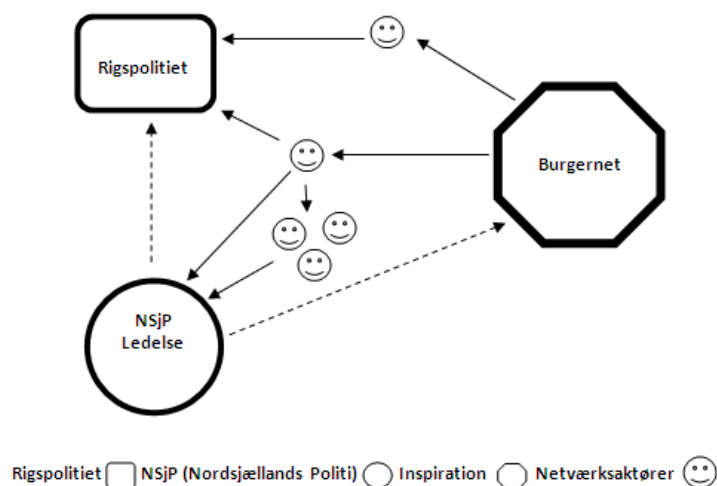 Rigspolitiet
Burgernet
NSjP
Ledelse
Rigspolitiet NSjP (Nordsjællands Politi) Inspiration Netværksaktører